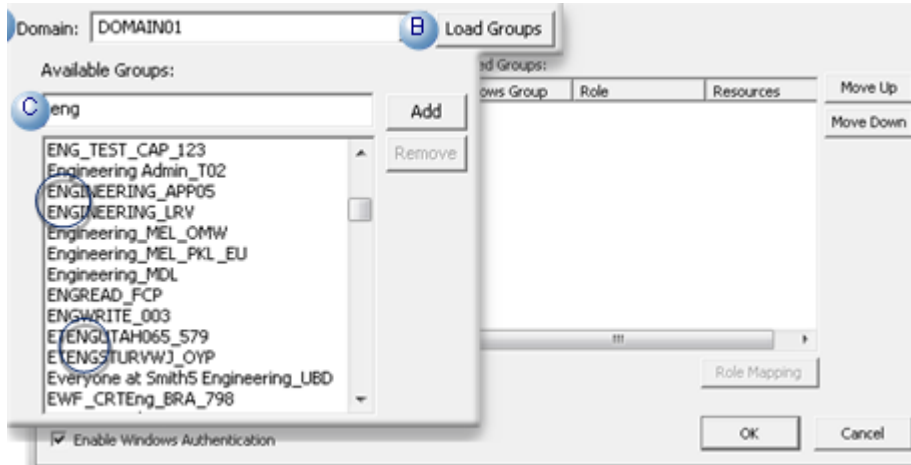 Domain: DOMAIN01 B Load Groups
Available Groups:
ed Groups:
C eng Add
ows Group Role Resources Move Up
Move Down
Remove
ENG_TEST_CAP_123
Engineering Admin_T02
ENGINEERING_APP05
ENGINEERING_LRV
Engineering_MEL_OMW
Engineering_MEL_PKL_EU
Engineering_MDL
ENGREAD_FCP
ENGWRITE_003
ETENGUTAH065_579
ETENGSTURVWJ_OYP
Everyone at Smith5 Engineering_UBD
EWF_CRTEng_BRA_798
Role Mapping
Enable Windows Authentication
OK Cancel